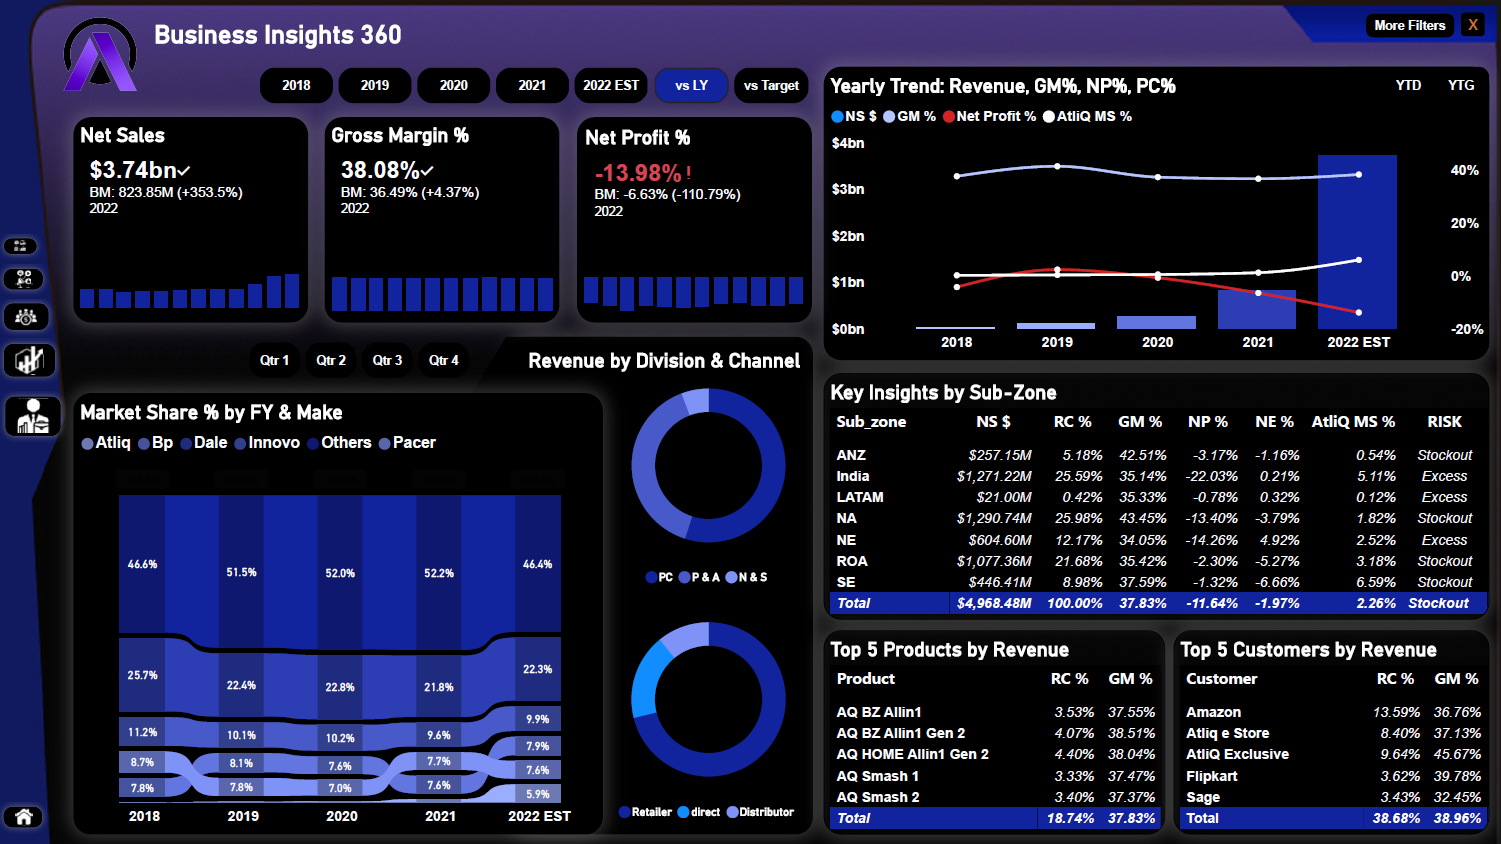 Business Insights 360
More Filters
X
2018
2019
2020
2021
2022 EST
vs LY
vs Target
Net Sales
$3.74bn✓
BM: 823.85M (+353.5%)
2022
Gross Margin %
38.08%✓
BM: 36.49% (+4.37%)
2022
Net Profit %
-13.98% !
BM: -6.63% (-110.79%)
2022
Yearly Trend: Revenue, GM%, NP%, PC%
YTD
YTG
NS $ GM % Net Profit % AtliQ MS %
$4bn
$3bn
$2bn
$1bn
$0bn
40%
20%
0%
-20%
2018 2019 2020 2021 2022 EST
Qtr 1
Qtr 2
Qtr 3
Qtr 4
Market Share % by FY & Make
Atliq Bp Dale Innovo Others Pacer
46.6% 51.5% 52.0% 52.2% 46.4%
25.7% 22.4% 22.8% 21.8% 22.3%
11.2% 10.1% 10.2% 9.6% 9.9%
8.7% 8.1% 7.6% 7.7% 7.9%
7.8% 7.8% 7.0% 7.6% 7.6%
5.9%
2018 2019 2020 2021 2022 EST
Revenue by Division & Channel
PC P & A N & S
Retailer direct Distributor
Key Insights by Sub-Zone
Sub_zone NS $ RC % GM % NP % NE % AtliQ MS % RISK
ANZ $257.15M 5.18% 42.51% -3.17% -1.16% 0.54% Stockout
India $1,271.22M 25.59% 35.14% -22.03% 0.21% 5.11% Excess
LATAM $21.00M 0.42% 35.33% -0.78% 0.32% 0.12% Excess
NA $1,290.74M 25.98% 43.45% -13.40% -3.79% 1.82% Stockout
NE $604.60M 12.17% 34.05% -14.26% 4.92% 2.52% Excess
ROA $1,077.36M 21.68% 35.42% -2.30% -5.27% 3.18% Stockout
SE $446.41M 8.98% 37.59% -1.32% -6.66% 6.59% Stockout
Total $4,968.48M 100.00% 37.83% -11.64% -1.97% 2.26% Stockout
Top 5 Products by Revenue
Product RC % GM %
AQ BZ Allin1 3.53% 37.55%
AQ BZ Allin1 Gen 2 4.07% 38.51%
AQ HOME Allin1 Gen 2 4.40% 38.04%
AQ Smash 1 3.33% 37.47%
AQ Smash 2 3.40% 37.37%
Total 18.74% 37.83%
Top 5 Customers by Revenue
Customer RC % GM %
Amazon 13.59% 36.76%
Atliq e Store 8.40% 37.13%
AtliQ Exclusive 9.64% 45.67%
Flipkart 3.62% 39.78%
Sage 3.43% 32.45%
Total 38.68% 38.96%